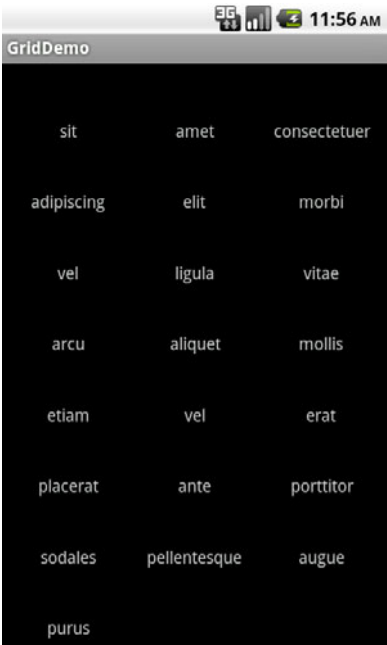 3G 11:56 AM
GridDemo
sit amet consectetuer
adipiscing elit morbi
vel ligula vitae
arcu aliquet mollis
etiam vel erat
placerat ante porttitor
sodales pellentesque augue
purus